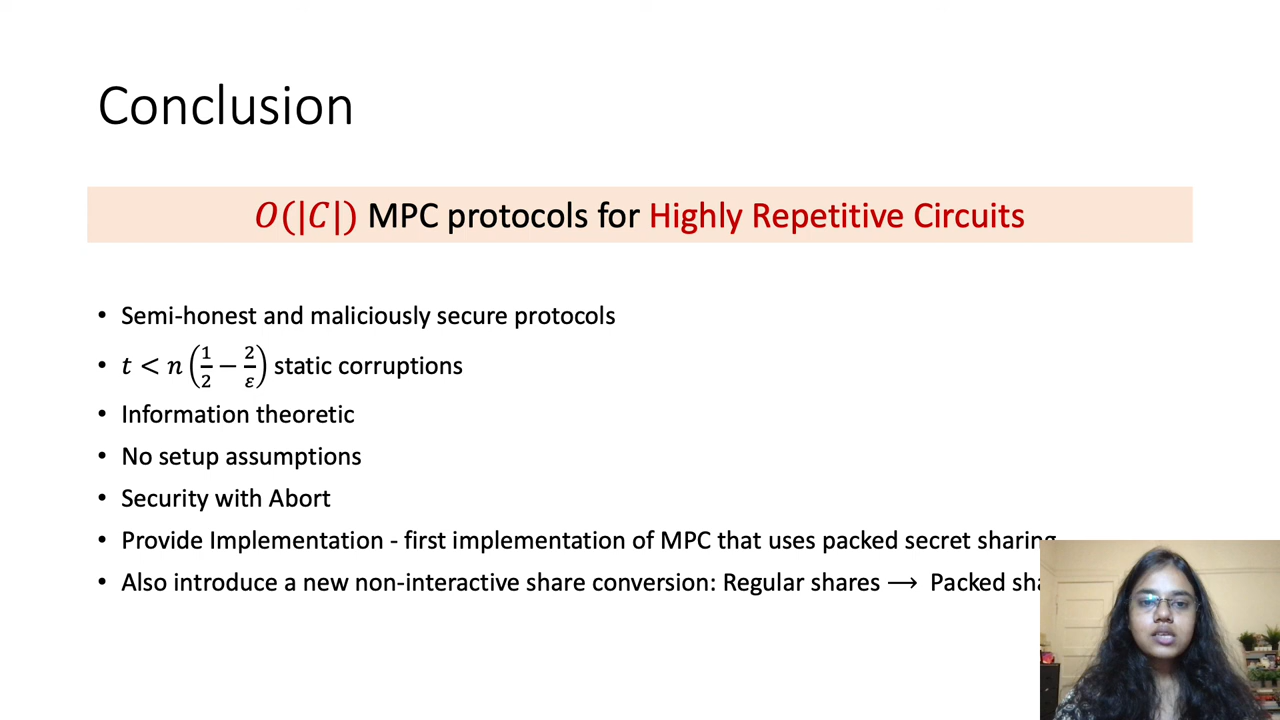 Conclusion
O(|C|) MPC protocols for Highly Repetitive Circuits
• Semi-honest and maliciously secure protocols
• t < n (1/2 − 2/ε) static corruptions
• Information theoretic
• No setup assumptions
• Security with Abort
• Provide Implementation - first implementation of MPC that uses packed secret sharing
• Also introduce a new non-interactive share conversion: Regular shares ⟶ Packed